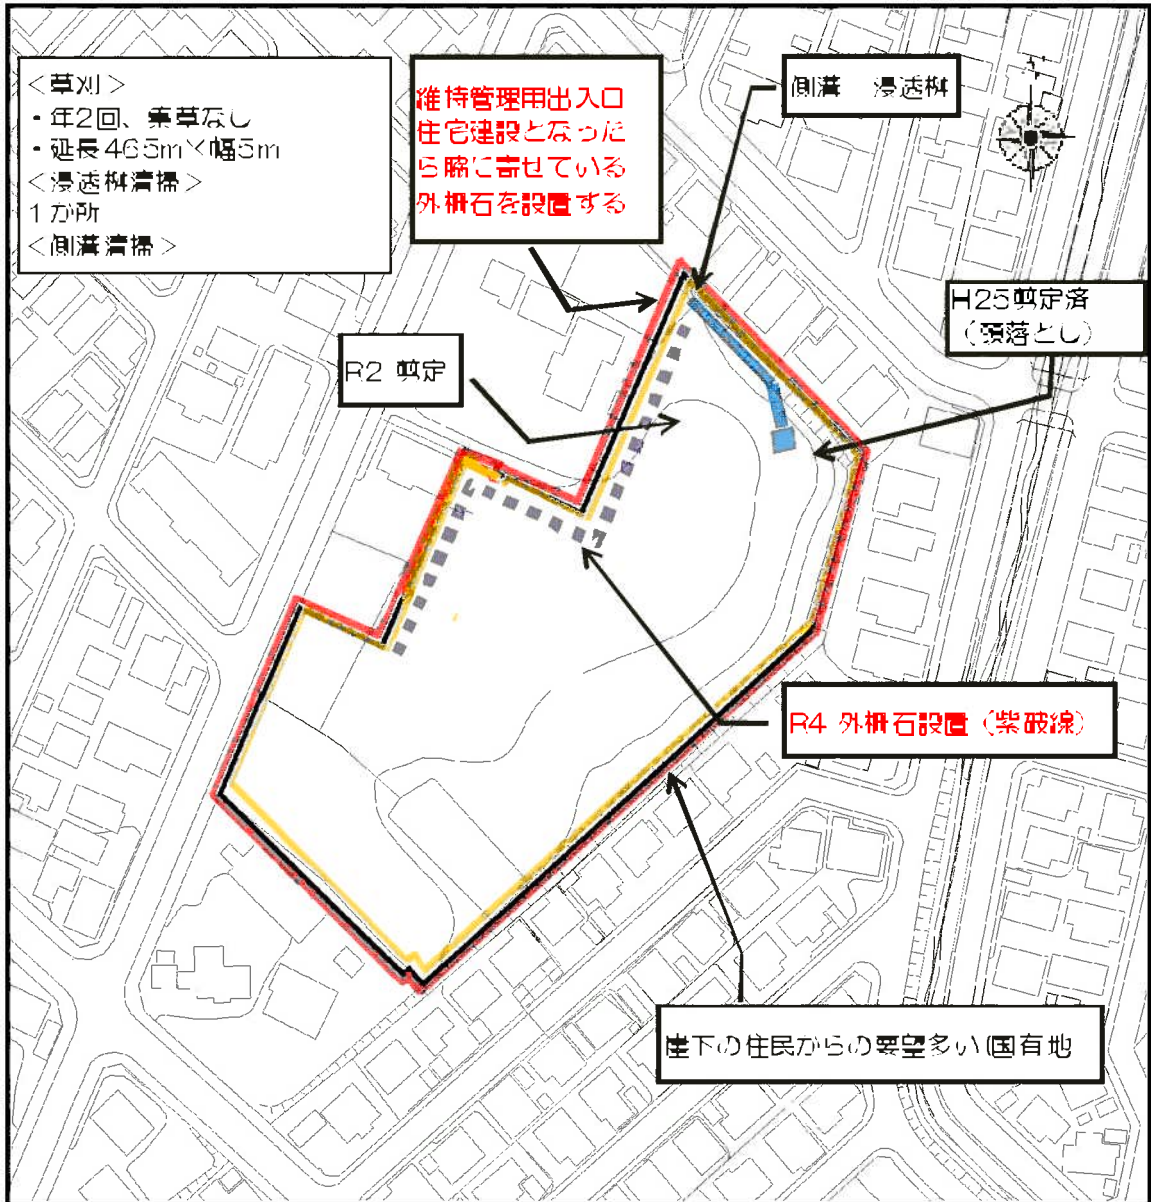 ＜草刈＞
・年2回、集草なし
・延長465m×幅5m
＜浸透桝清掃＞
1か所
＜側溝清掃＞
維持管理用出入口
住宅建設となった
ら脇に寄せている
外柵石を設置する
側溝　浸透桝
H25剪定済
（頭落とし）
R2 剪定
R4 外柵石設置（紫破線）
崖下の住民からの要望多い国有地